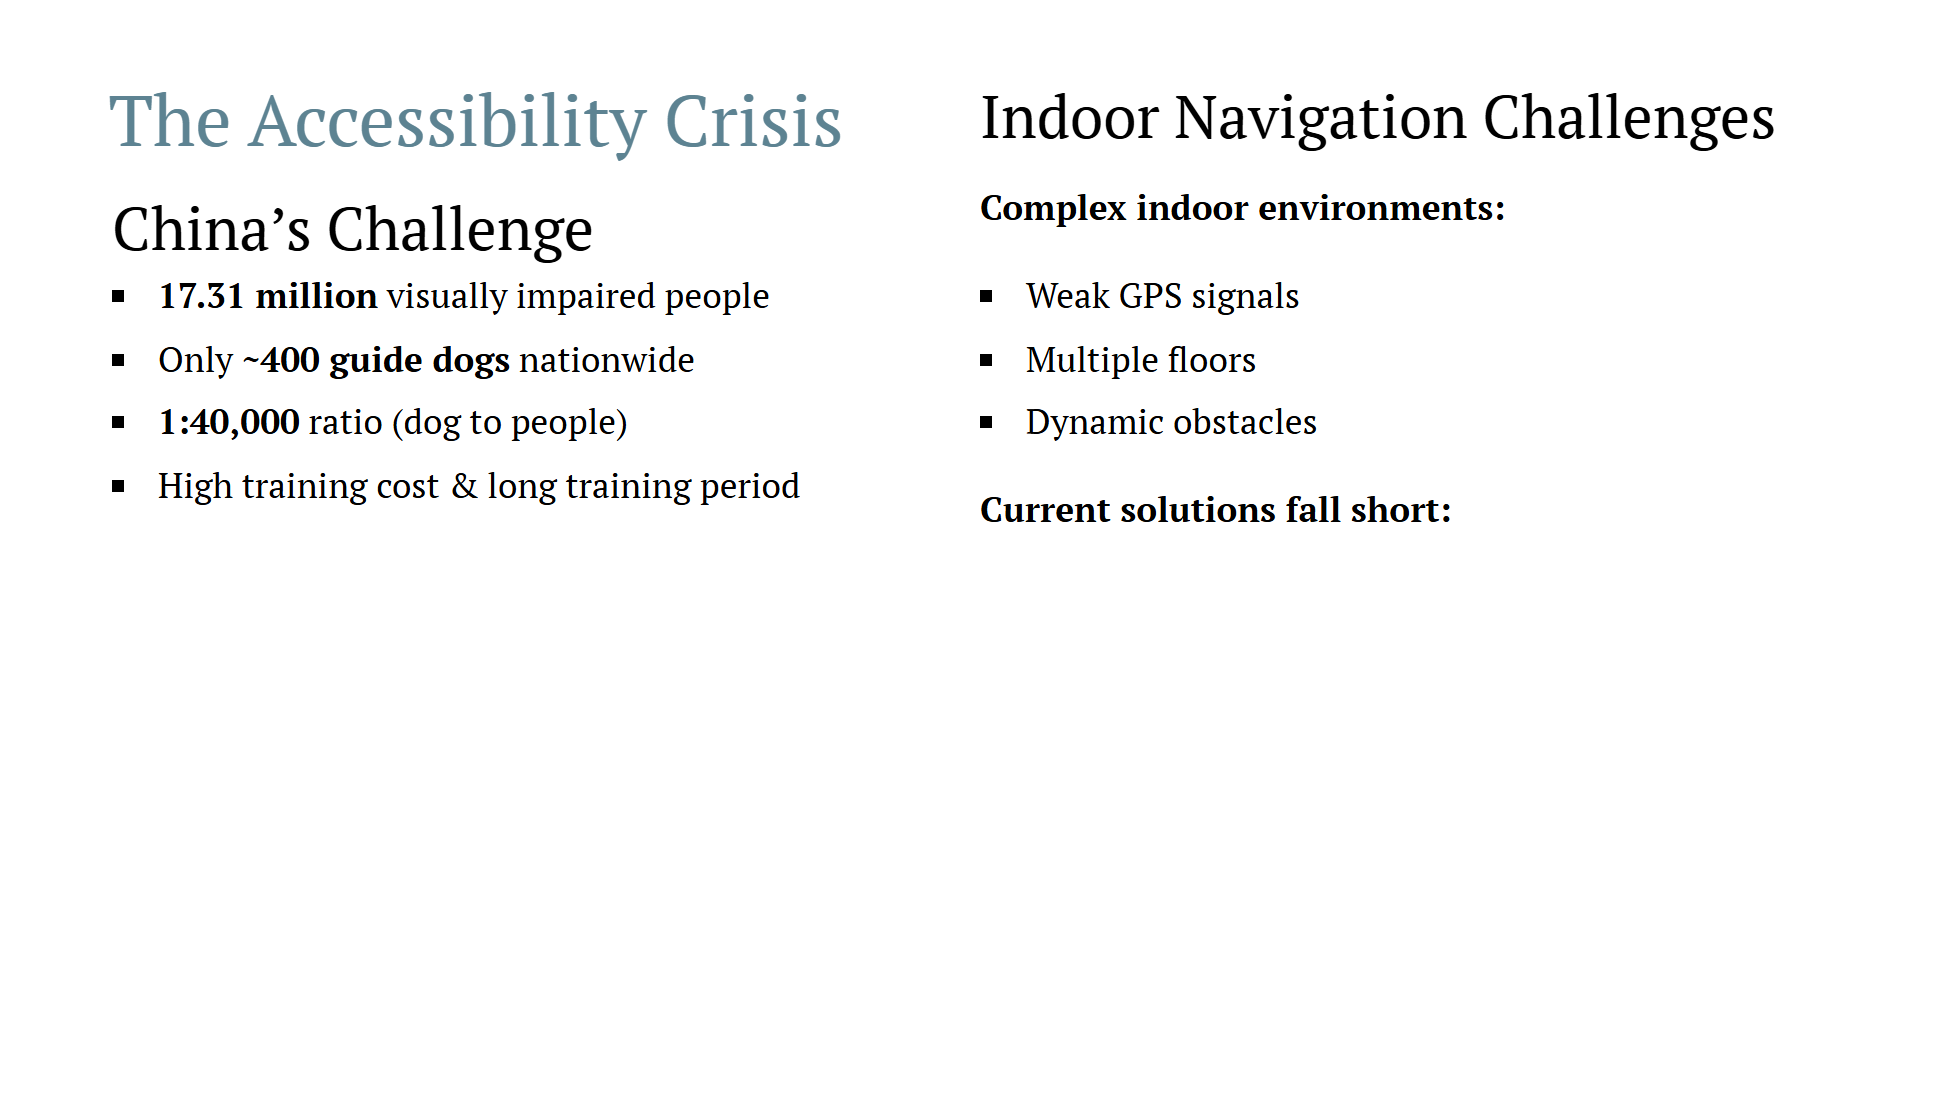 The Accessibility Crisis
China’s Challenge
▪ 17.31 million visually impaired people
▪ Only ~400 guide dogs nationwide
▪ 1:40,000 ratio (dog to people)
▪ High training cost & long training period
Indoor Navigation Challenges
Complex indoor environments:
▪ Weak GPS signals
▪ Multiple floors
▪ Dynamic obstacles
Current solutions fall short: